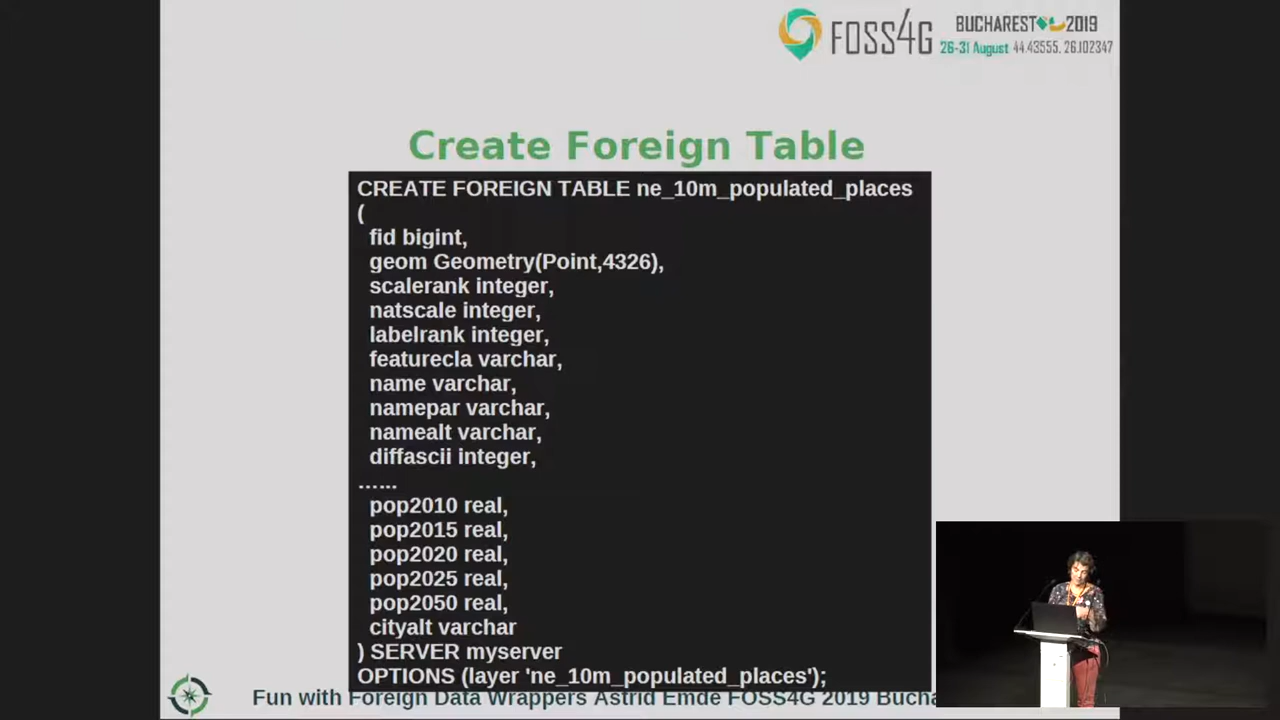 FOSS4G
BUCHAREST 2019
26-31 August 44.43555, 26.102347
Create Foreign Table
CREATE FOREIGN TABLE ne_10m_populated_places
(
fid bigint,
geom Geometry(Point,4326),
scalerank integer,
natscale integer,
labelrank integer,
featurecla varchar,
name varchar,
namepar varchar,
namealt varchar,
diffascii integer,
......
pop2010 real,
pop2015 real,
pop2020 real,
pop2025 real,
pop2050 real,
cityalt varchar
) SERVER myserver
OPTIONS (layer 'ne_10m_populated_places');
Fun with Foreign Data Wrappers Astrid Emde FOSS4G 2019 Bucha